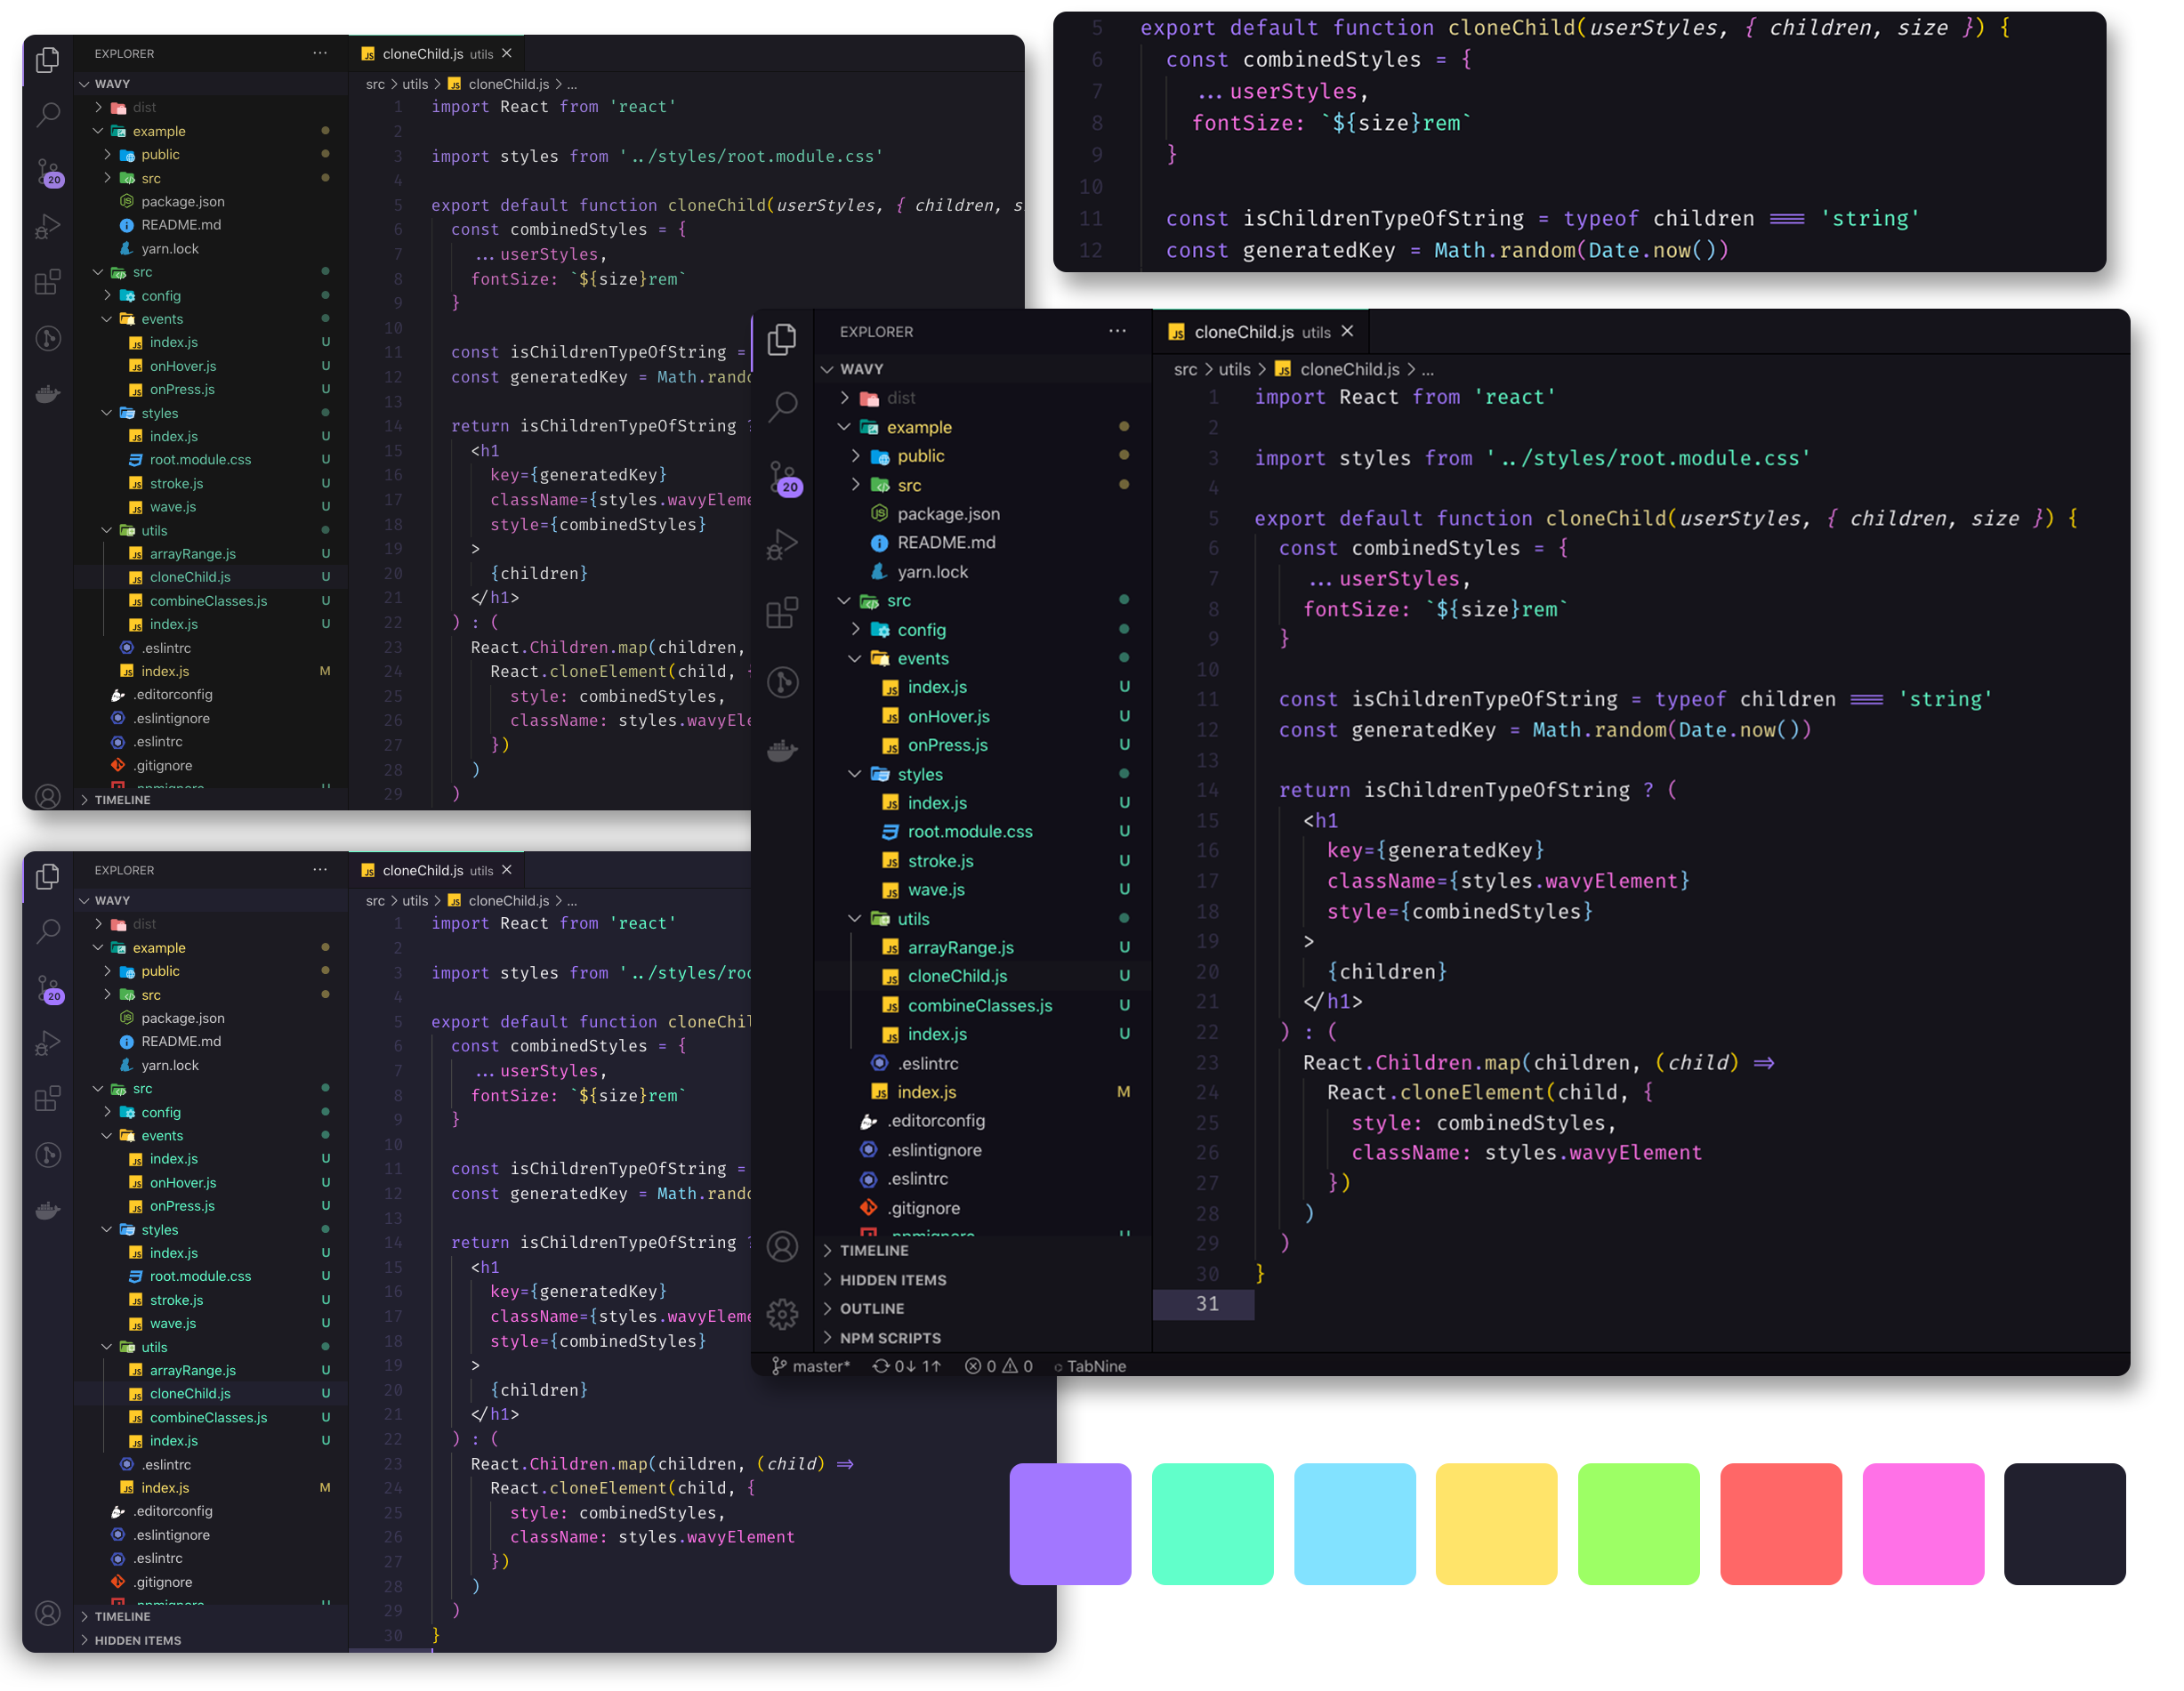 EXPLORER ...
WAVY
dist
example
public
src
package.json
README.md
yarn.lock
src
config
events
index.js U
onHover.js U
onPress.js U
styles
index.js U
root.module.css U
stroke.js U
wave.js U
utils
arrayRange.js U
cloneChild.js U
combineClasses.js U
index.js U
.eslintrc
index.js M
.editorconfig
.eslintignore
.eslintrc
.gitignore
TIMELINE
20
JS cloneChild.js utils ×
src > utils > JS cloneChild.js > ...
1 import React from 'react'
2
3 import styles from '../styles/root.module.css'
4
5 export default function cloneChild(userStyles, { children, s
6 const combinedStyles = {
7 ...userStyles,
8 fontSize: `${size}rem`
9 }
10
11 const isChildrenTypeOfString =
12 const generatedKey = Math.rando
13
14 return isChildrenTypeOfString ?
15 <h1
16 key={generatedKey}
17 className={styles.wavyEleme
18 style={combinedStyles}
19 >
20 {children}
21 </h1>
22 ) : (
23 React.Children.map(children,
24 React.cloneElement(child, {
25 style: combinedStyles,
26 className: styles.wavyEle
27 })
28 )
29 )
5 export default function cloneChild(userStyles, { children, size }) {
6 const combinedStyles = {
7 ...userStyles,
8 fontSize: `${size}rem`
9 }
10
11 const isChildrenTypeOfString = typeof children === 'string'
12 const generatedKey = Math.random(Date.now())
EXPLORER ...
WAVY
dist
example
public
src
package.json
README.md
yarn.lock
src
config
events
index.js U
onHover.js U
onPress.js U
styles
index.js U
root.module.css U
stroke.js U
wave.js U
utils
arrayRange.js U
cloneChild.js U
combineClasses.js U
index.js U
.eslintrc
index.js M
.editorconfig
.eslintignore
.eslintrc
.gitignore
TIMELINE
HIDDEN ITEMS
OUTLINE
NPM SCRIPTS
20
JS cloneChild.js utils ×
src > utils > JS cloneChild.js > ...
1 import React from 'react'
2
3 import styles from '../styles/root.module.css'
4
5 export default function cloneChild(userStyles, { children, size }) {
6 const combinedStyles = {
7 ...userStyles,
8 fontSize: `${size}rem`
9 }
10
11 const isChildrenTypeOfString = typeof children === 'string'
12 const generatedKey = Math.random(Date.now())
13
14 return isChildrenTypeOfString ? (
15 <h1
16 key={generatedKey}
17 className={styles.wavyElement}
18 style={combinedStyles}
19 >
20 {children}
21 </h1>
22 ) : (
23 React.Children.map(children, (child) =>
24 React.cloneElement(child, {
25 style: combinedStyles,
26 className: styles.wavyElement
27 })
28 )
29 )
30 }
31
master* 0↓ 1↑ 0 0 TabNine
EXPLORER ...
WAVY
dist
example
public
src
package.json
README.md
yarn.lock
src
config
events
index.js U
onHover.js U
onPress.js U
styles
index.js U
root.module.css U
stroke.js U
wave.js U
utils
arrayRange.js U
cloneChild.js U
combineClasses.js U
index.js U
.eslintrc
index.js M
.editorconfig
.eslintignore
.eslintrc
.gitignore
TIMELINE
HIDDEN ITEMS
20
JS cloneChild.js utils ×
src > utils > JS cloneChild.js > ...
1 import React from 'react'
2
3 import styles from '../styles/roo
4
5 export default function cloneChil
6 const combinedStyles = {
7 ...userStyles,
8 fontSize: `${size}rem`
9 }
10
11 const isChildrenTypeOfString =
12 const generatedKey = Math.rando
13
14 return isChildrenTypeOfString ?
15 <h1
16 key={generatedKey}
17 className={styles.wavyEleme
18 style={combinedStyles}
19 >
20 {children}
21 </h1>
22 ) : (
23 React.Children.map(children, (child) =>
24 React.cloneElement(child, {
25 style: combinedStyles,
26 className: styles.wavyElement
27 })
28 )
29 )
30 }